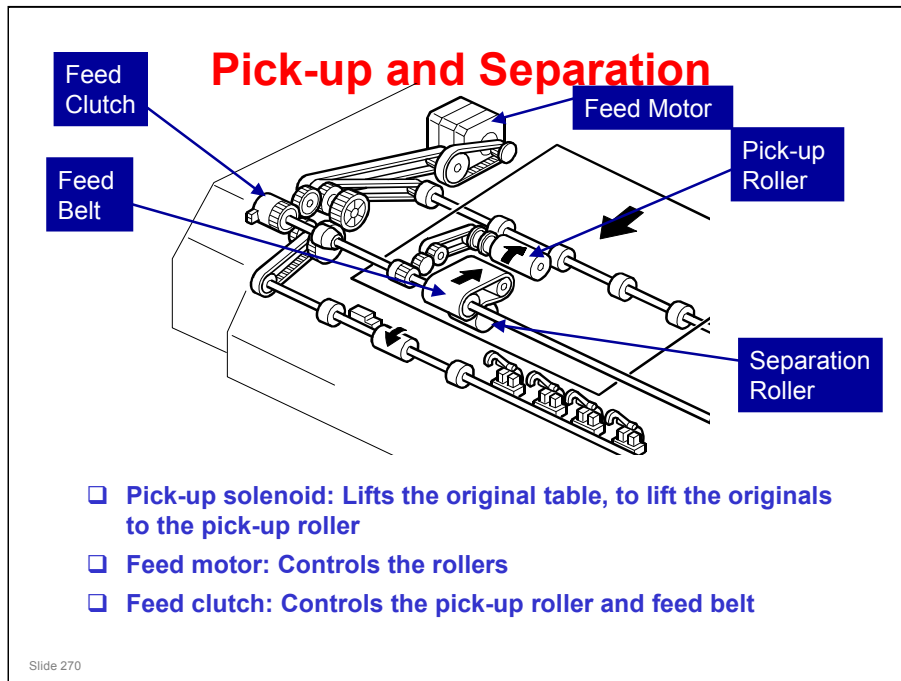 Pick-up and Separation
Feed
Clutch
Feed Motor
Pick-up
Roller
Feed
Belt
Separation
Roller
❑ Pick-up solenoid: Lifts the original table, to lift the originals
to the pick-up roller
❑ Feed motor: Controls the rollers
❑ Feed clutch: Controls the pick-up roller and feed belt
Slide 270